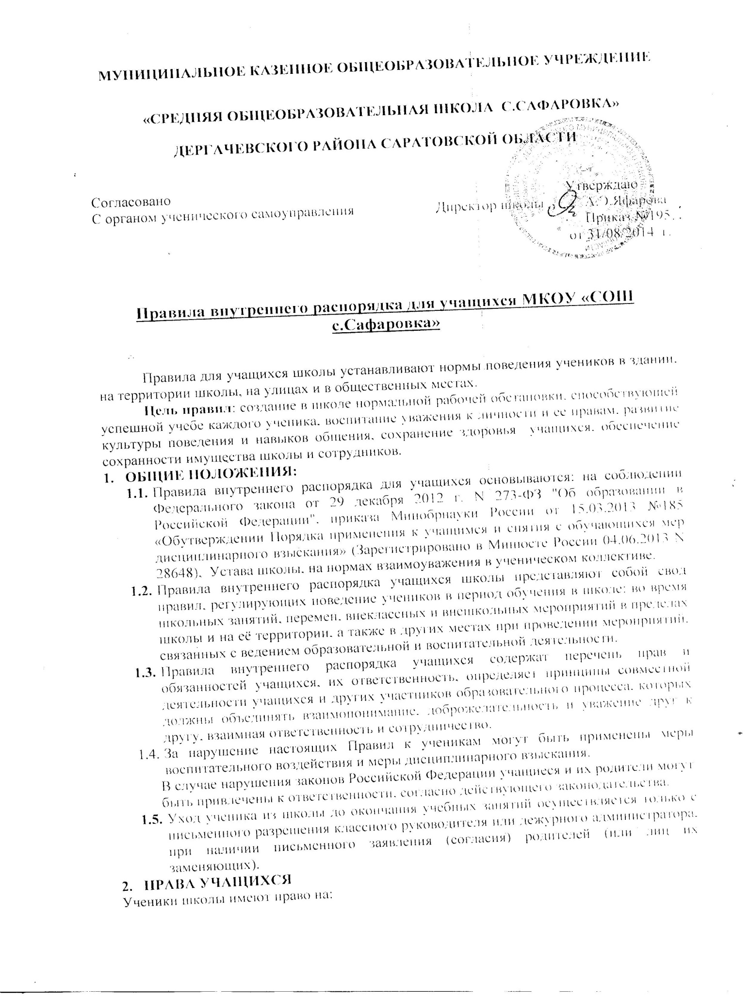 МУНИЦИПАЛЬНОЕ КАЗЕННОЕ ОБЩЕОБРАЗОВАТЕЛЬНОЕ УЧРЕЖДЕНИЕ
«СРЕДНЯЯ ОБЩЕОБРАЗОВАТЕЛЬНАЯ ШКОЛА С.САФАРОВКА»
ДЕРГАЧЕВСКОГО РАЙОНА САРАТОВСКОЙ ОБЛАСТИ
Утверждаю
Согласовано
Директор школы А.Э.Яфарова
С органом ученического самоуправления
Приказ №195
от 31/08/2014 г.
Правила внутреннего распорядка для учащихся МКОУ «СОШ
с.Сафаровка»
Правила для учащихся школы устанавливают нормы поведения учеников в здании,
на территории школы, на улицах и в общественных местах.
Цель правил: создание в школе нормальной рабочей обстановки, способствующей
успешной учебе каждого ученика, воспитание уважения к личности и ее правам, развитие
культуры поведения и навыков общения, сохранение здоровья учащихся, обеспечение
сохранности имущества школы и сотрудников.
1. ОБЩИЕ ПОЛОЖЕНИЯ:
1.1. Правила внутреннего распорядка для учащихся основываются: на соблюдении
Федерального закона от 29 декабря 2012 г. N 273-ФЗ "Об образовании в
Российской Федерации", приказа Минобрнауки России от 15.03.2013 №185
«Обутверждении Порядка применения к учащимся и снятия с обучающихся мер
дисциплинарного взыскания» (Зарегистрировано в Минюсте России 04.06.2013 N
28648), Устава школы, на нормах взаимоуважения в ученическом коллективе.
1.2. Правила внутреннего распорядка учащихся школы представляют собой свод
правил, регулирующих поведение учеников в период обучения в школе: во время
школьных занятий, перемен, внеклассных и внешкольных мероприятий в пределах
школы и на её территории, а также в других местах при проведении мероприятий,
связанных с ведением образовательной и воспитательной деятельности.
1.3. Правила внутреннего распорядка учащихся содержат перечень прав и
обязанностей учащихся, их ответственность, определяет принципы совместной
деятельности учащихся и других участников образовательного процесса, которых
должны объединять взаимопонимание, доброжелательность и уважение друг к
другу, взаимная ответственность и сотрудничество.
1.4. За нарушение настоящих Правил к ученикам могут быть применены меры
воспитательного воздействия и меры дисциплинарного взыскания.
В случае нарушения законов Российской Федерации учащиеся и их родители могут
быть привлечены к ответственности, согласно действующего законодательства.
1.5. Уход ученика из школы до окончания учебных занятий осуществляется только с
письменного разрешения классного руководителя или дежурного администратора,
при наличии письменного заявления (согласия) родителей (или лиц их
заменяющих).
2. ПРАВА УЧАЩИХСЯ
Ученики школы имеют право на: